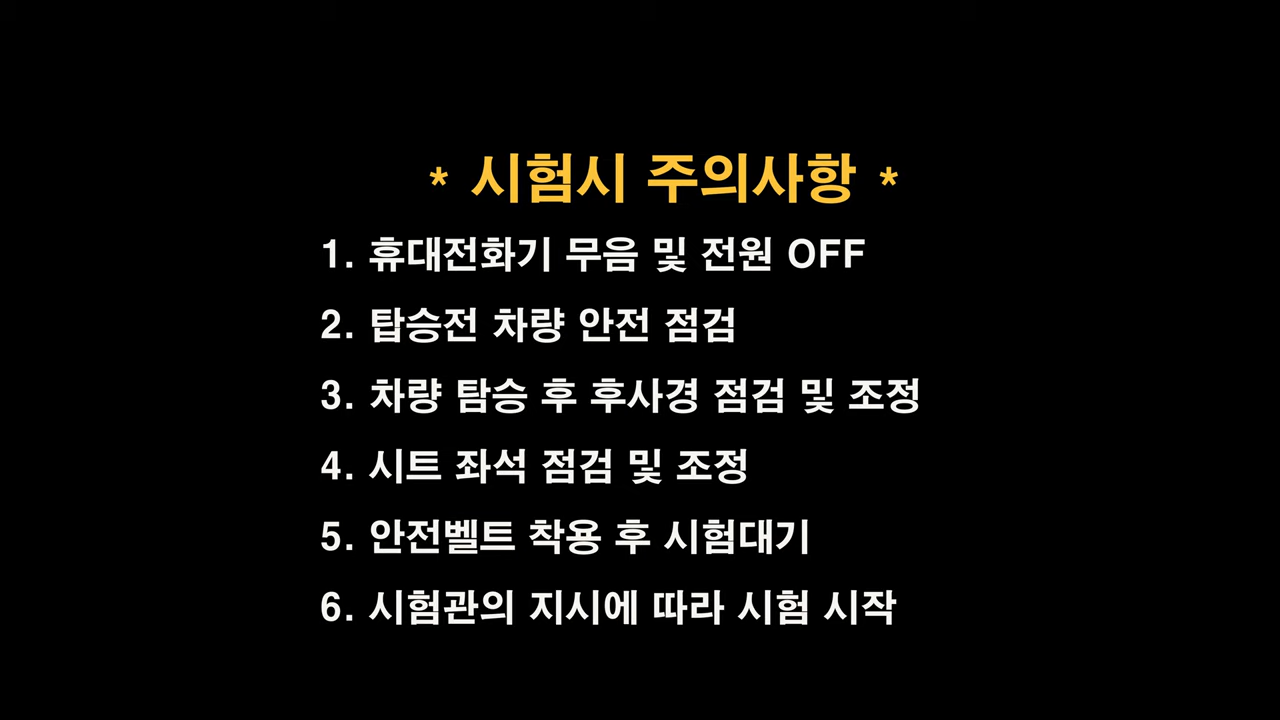 * 시험시 주의사항 *
1. 휴대전화기 무음 및 전원 OFF
2. 탑승전 차량 안전 점검
3. 차량 탐승 후 후사경 점검 및 조정
4. 시트 좌석 점검 및 조정
5. 안전벨트 착용 후 시험대기
6. 시험관의 지시에 따라 시험 시작